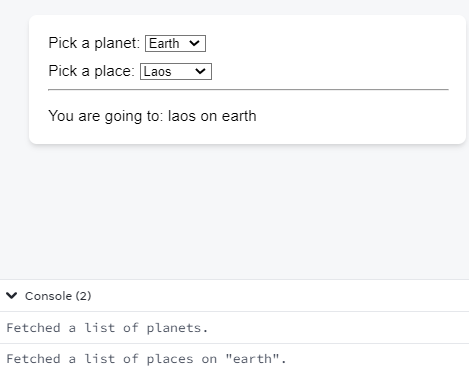 Pick a planet: Earth
Pick a place: Laos
You are going to: laos on earth
Console (2)
Fetched a list of planets.
Fetched a list of places on "earth".